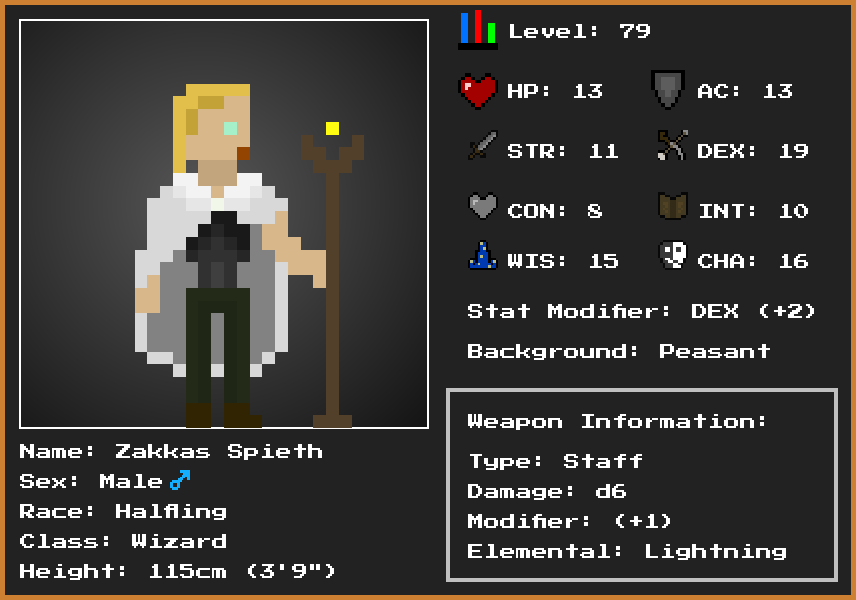 Level: 79
HP: 13
AC: 13
STR: 11
DEX: 19
CON: 8
INT: 10
WIS: 15
CHA: 16
Stat Modifier: DEX (+2)
Background: Peasant
Weapon Information:
Type: Staff
Damage: d6
Modifier: (+1)
Elemental: Lightning
Name: Zakkas Spieth
Sex: Male ♂
Race: Halfling
Class: Wizard
Height: 115cm (3'9")